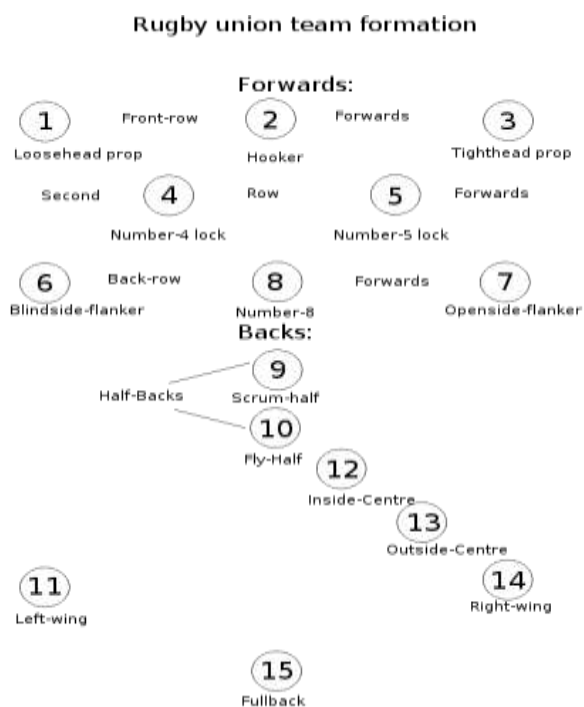 Rugby union team formation
Forwards:
1 Front-row 2 Forwards 3
Loosehead prop Hooker Tighthead prop
Second 4 Row 5 Forwards
Number-4 lock Number-5 lock
6 Back-row 8 Forwards 7
Blindside-flanker Number-8 Openside-flanker
Backs:
9
Half-Backs Scrum-half
10
Fly-Half
12
Inside-Centre
13
Outside-Centre
11 14
Left-wing Right-wing
15
Fullback